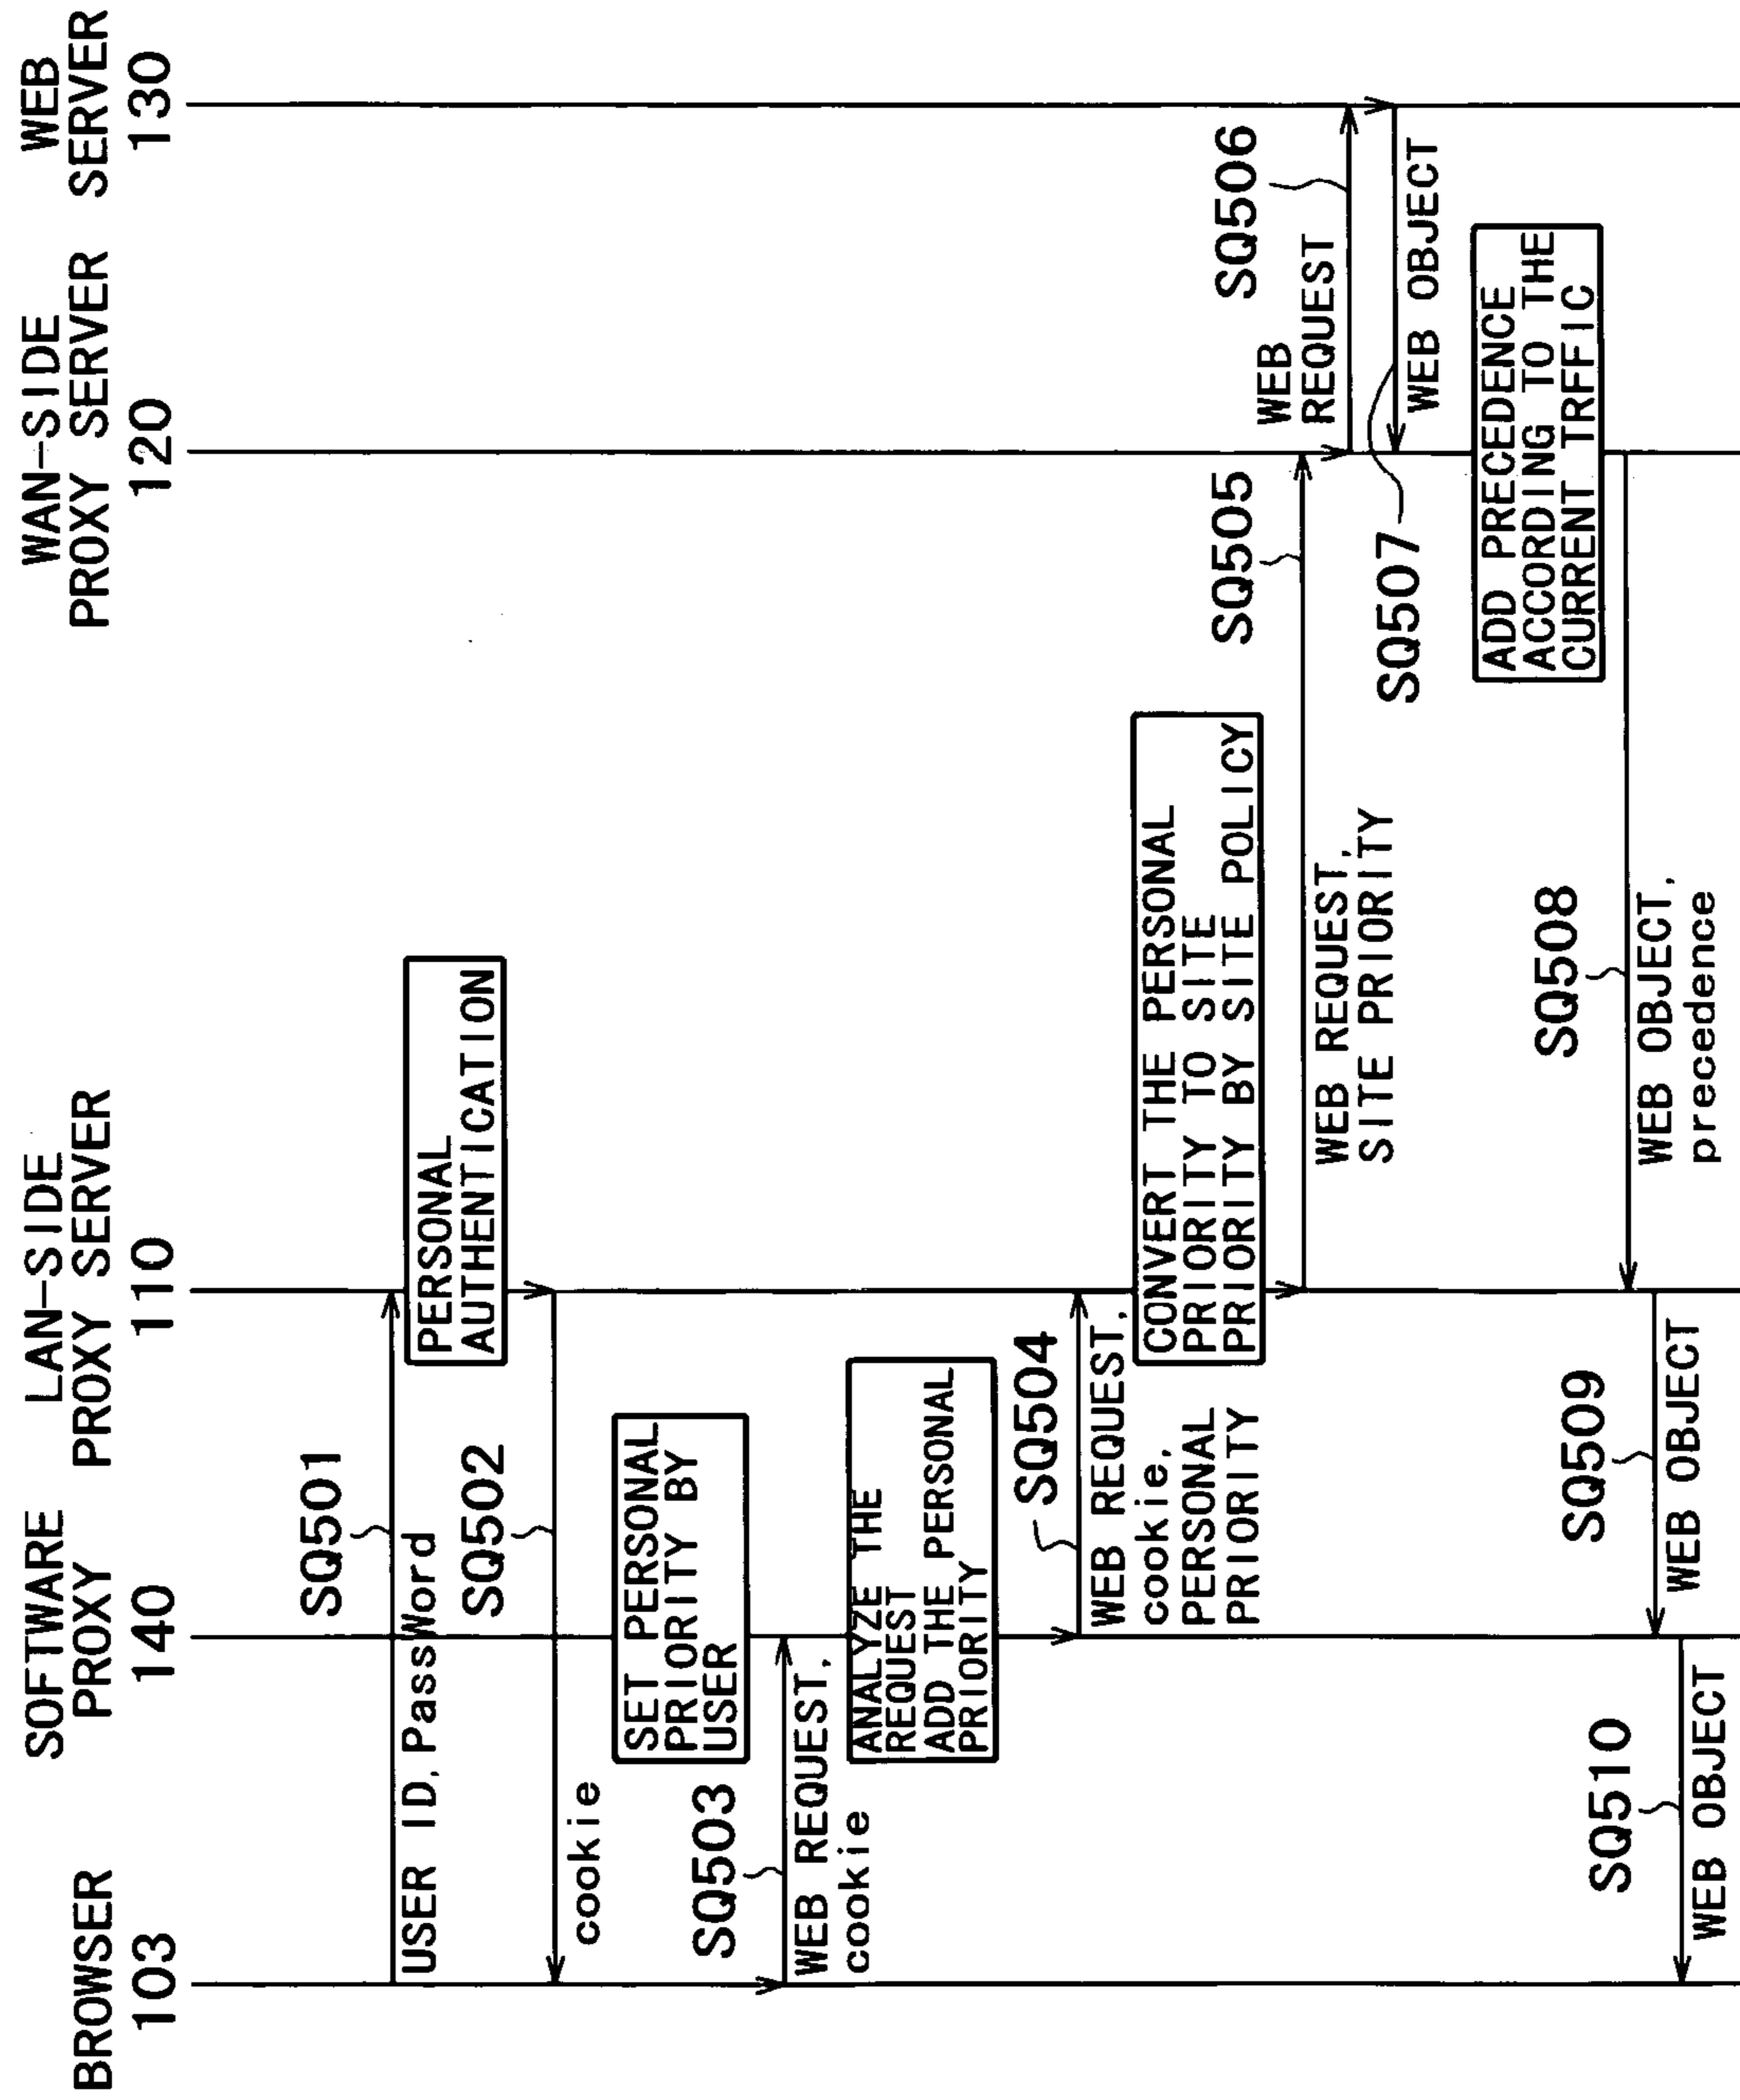 BROWSER
103
SOFTWARE
PROXY
140
LAN-SIDE
PROXY SERVER
110
WAN-SIDE
PROXY SERVER
120
WEB
SERVER
130
SQ501
USER ID, PassWord
PERSONAL
AUTHENTICATION
SQ502
cookie
SET PERSONAL
PRIORITY BY
USER
SQ503
WEB REQUEST,
cookie
ANALYZE THE
REQUEST
ADD THE PERSONAL
PRIORITY
SQ504
WEB REQUEST,
cookie,
PERSONAL
PRIORITY
CONVERT THE PERSONAL
PRIORITY TO SITE
PRIORITY BY SITE POLICY
SQ505
WEB REQUEST,
SITE PRIORITY
SQ506
WEB
REQUEST
SQ507
WEB OBJECT
ADD PRECEDENCE
ACCORDING TO THE
CURRENT TRFFIC
SQ508
WEB OBJECT,
precedence
SQ509
WEB OBJECT
SQ510
WEB OBJECT